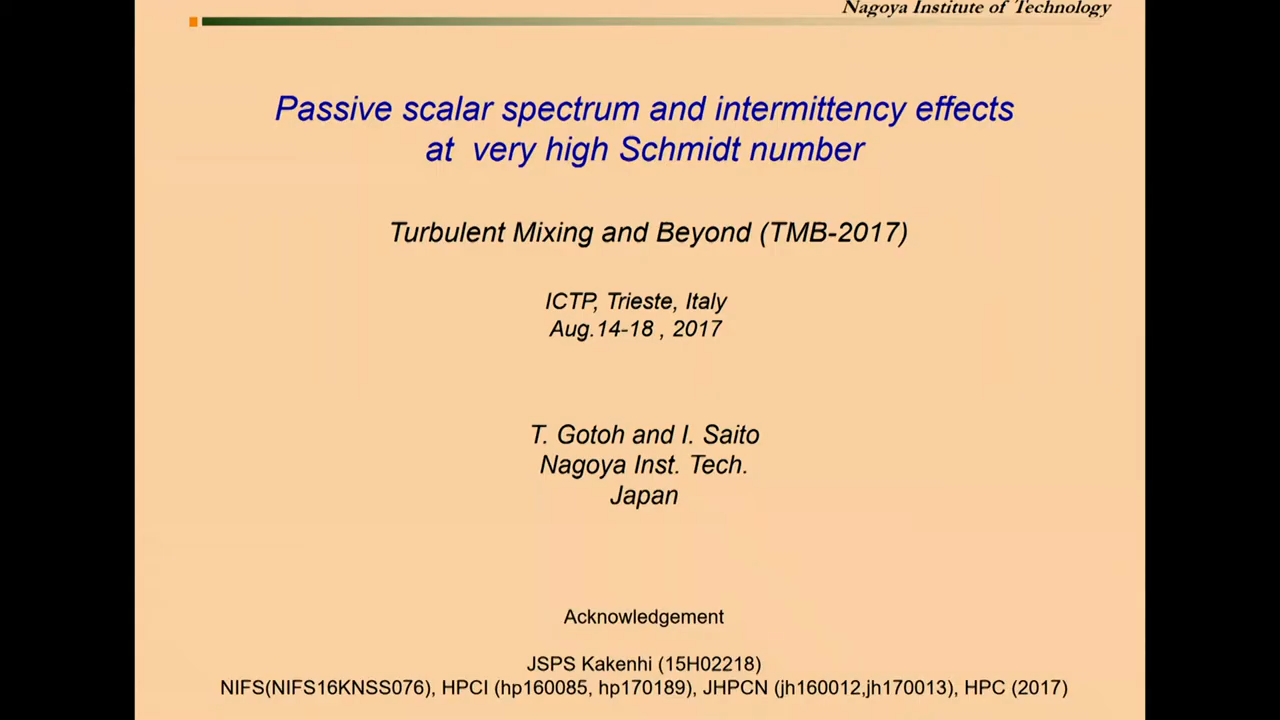 Nagoya Institute of Technology
Passive scalar spectrum and intermittency effects
at very high Schmidt number
Turbulent Mixing and Beyond (TMB-2017)
ICTP, Trieste, Italy
Aug.14-18 , 2017
T. Gotoh and I. Saito
Nagoya Inst. Tech.
Japan
Acknowledgement
JSPS Kakenhi (15H02218)
NIFS(NIFS16KNSS076), HPCI (hp160085, hp170189), JHPCN (jh160012,jh170013), HPC (2017)